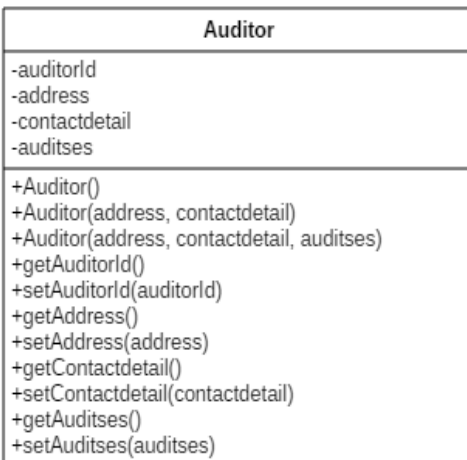 Auditor
-auditorId
-address
-contactdetail
-auditses
+Auditor()
+Auditor(address, contactdetail)
+Auditor(address, contactdetail, auditses)
+getAuditorId()
+setAuditorId(auditorId)
+getAddress()
+setAddress(address)
+getContactdetail()
+setContactdetail(contactdetail)
+getAuditses()
+setAuditses(auditses)